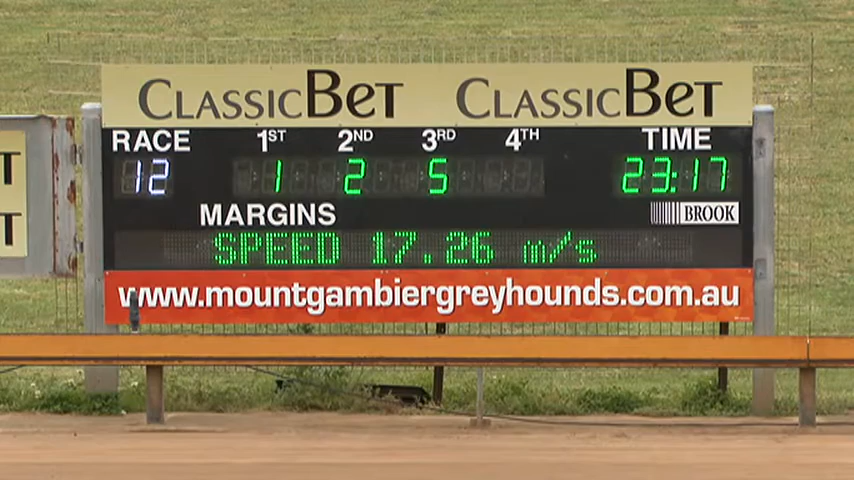 CLASSICBET CLASSICBET
RACE 1ST 2ND 3RD 4TH TIME
12 1 2 5 23:17
MARGINS BROOK
SPEED 17.26 m/s
www.mountgambiergreyhounds.com.au
T
T